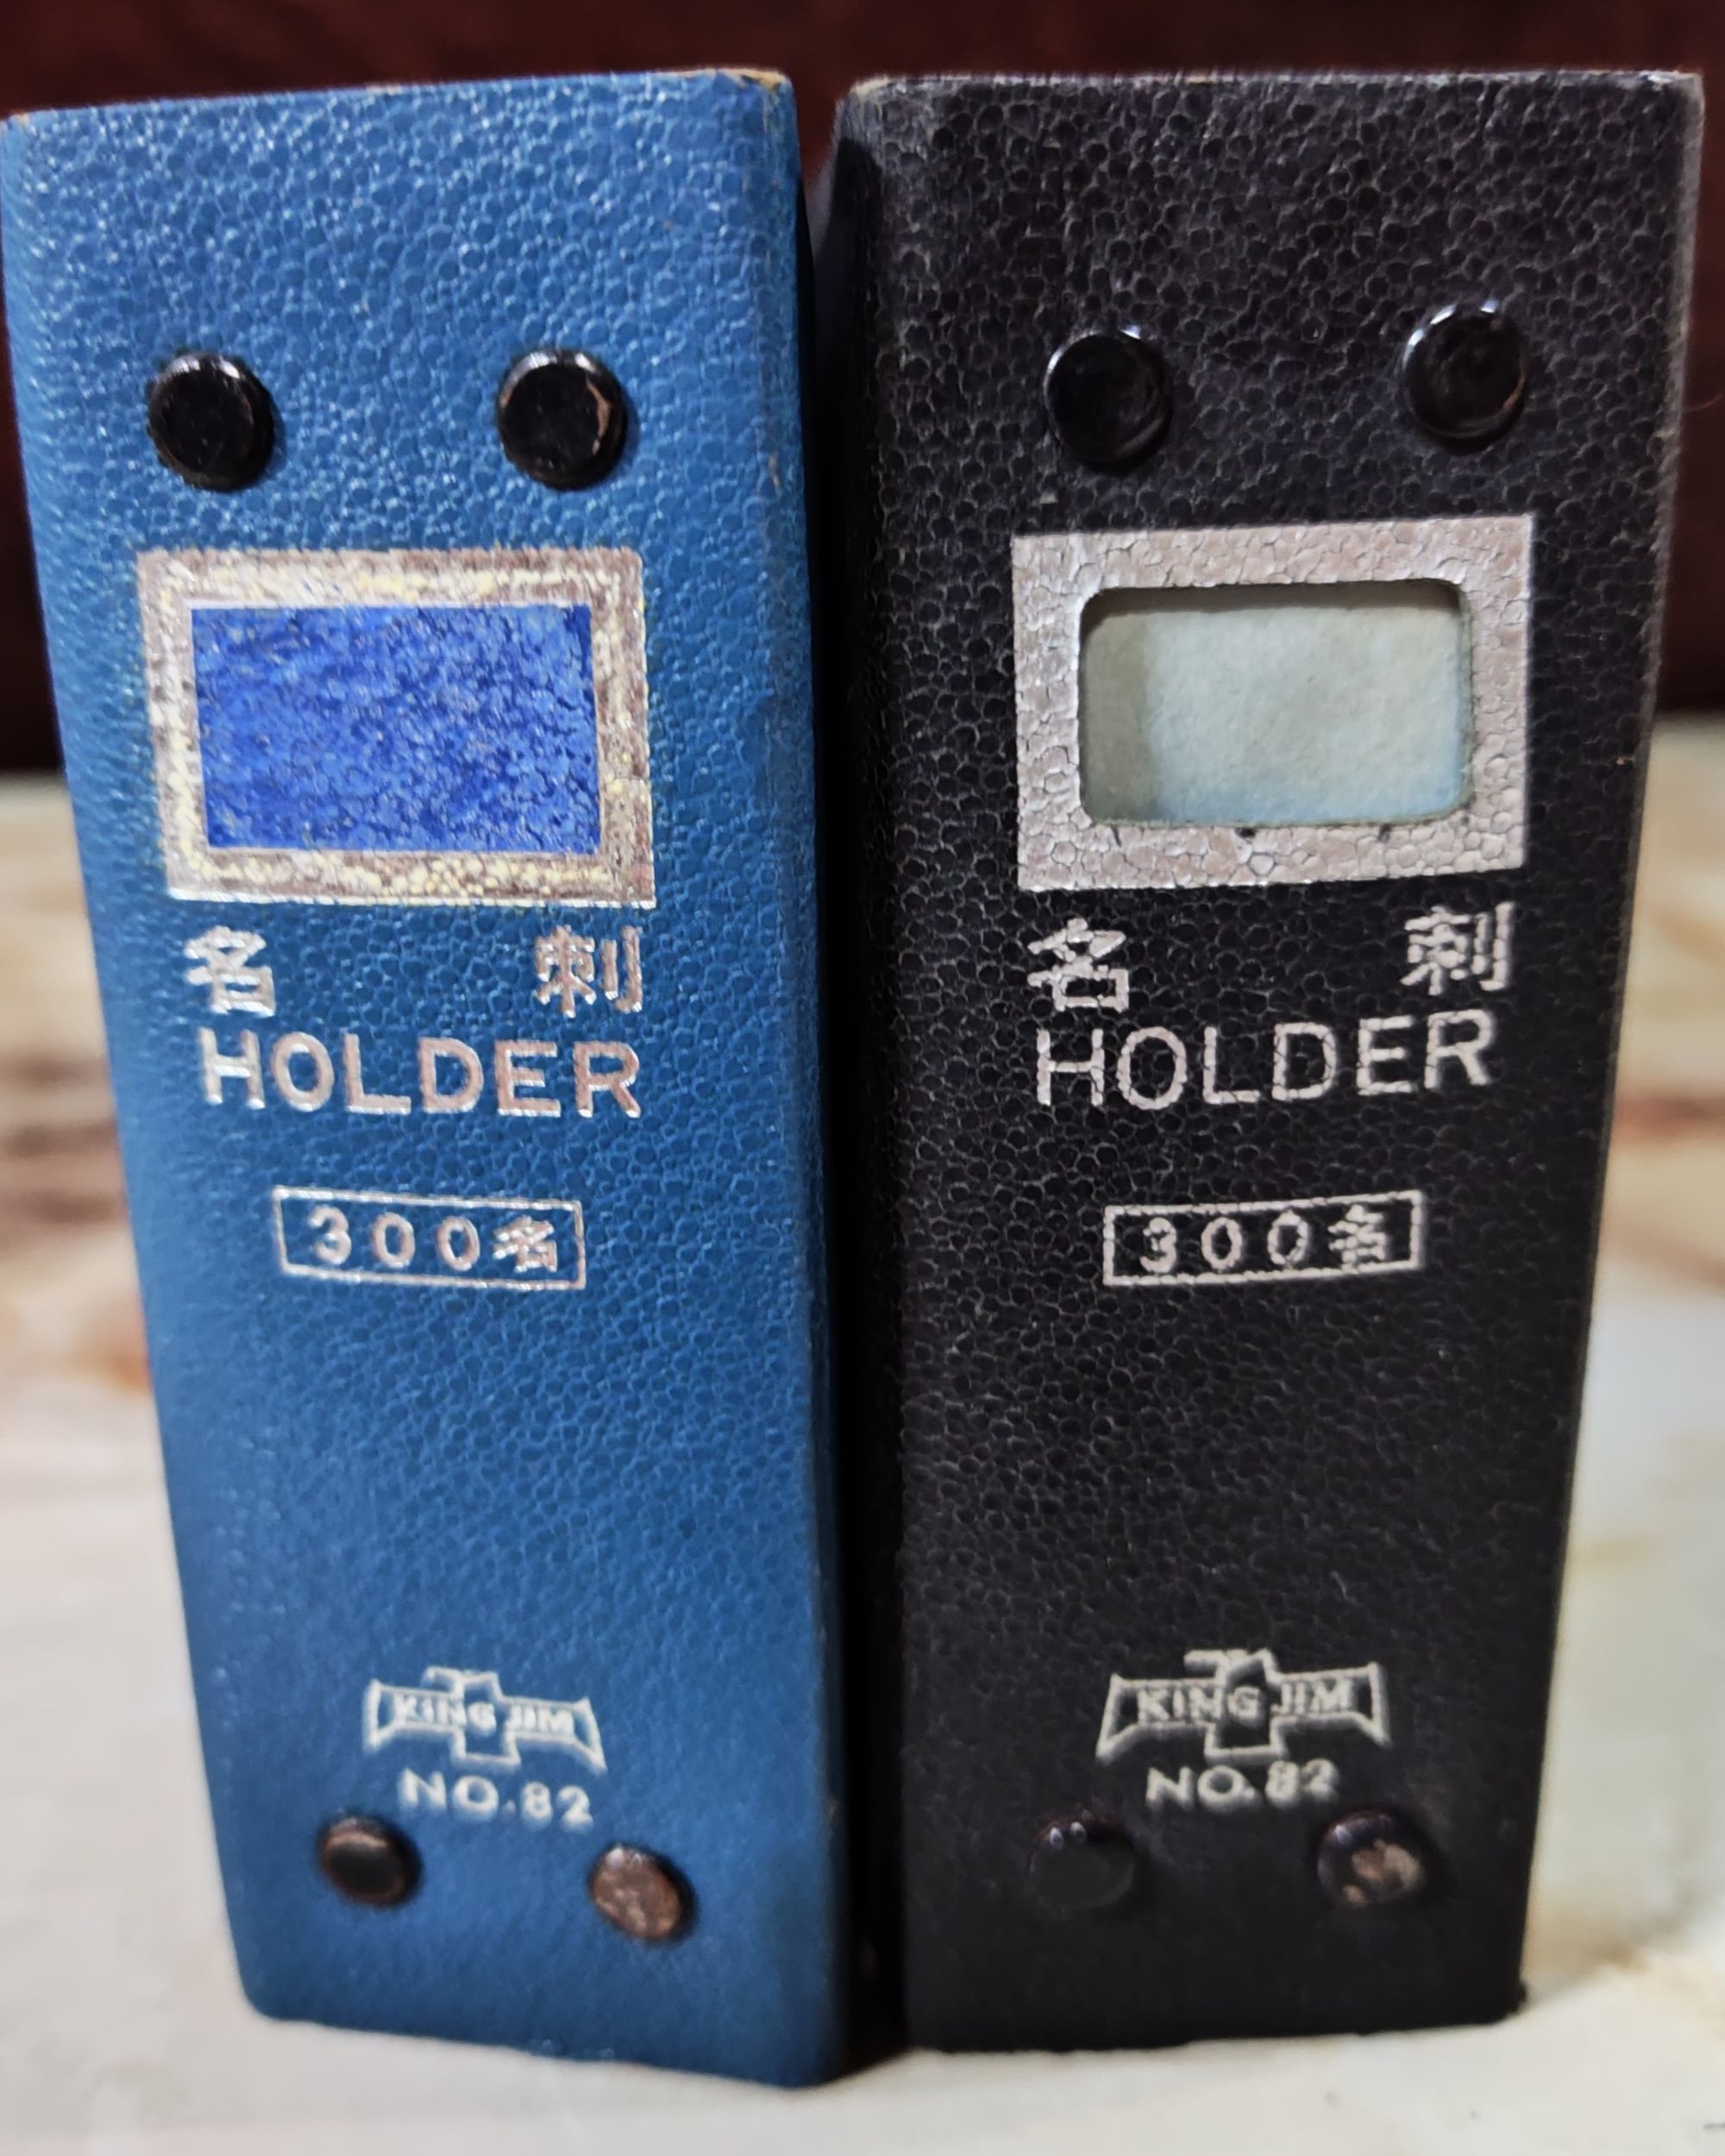 名 刺
HOLDER
300名
KING JIM
NO.82
名 刺
HOLDER
300名
KING JIM
NO.82